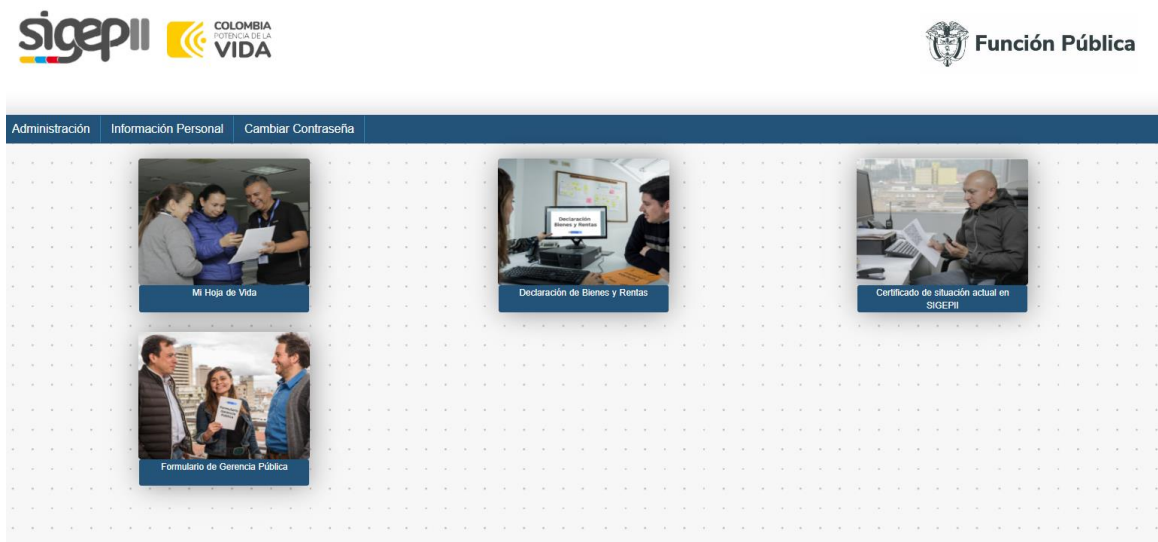 sigepII
COLOMBIA
POTENCIA DE LA
VIDA
Función Pública
Administración
Información Personal
Cambiar Contraseña
Declaración
Bienes y Rentas
Mi Hoja de Vida
Declaración de Bienes y Rentas
Certificado de situación actual en
SIGEPII
Formulario de Gerencia Pública